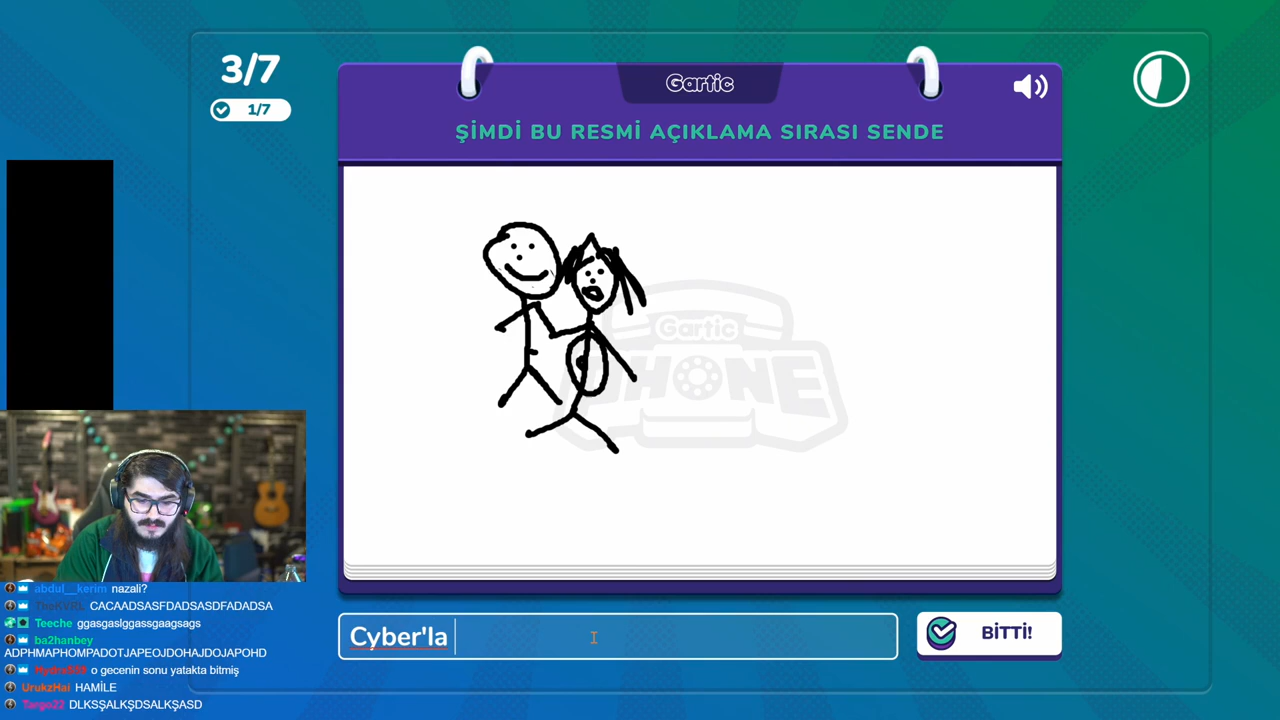 3/7
1/7
Gartic
ŞİMDİ BU RESMİ AÇIKLAMA SIRASI SENDE
Gartic
PHONE
Cyber'la
BİTTİ!
abdul__kerim nazali?
CACAADSASFDADSASDFADADSA
Teeche ggasgaslggassgaagsags
ba2hanbey
ADPHMAPHOMPADOTJAPEOJDOHAJDOJAPOHD
o gecenin sonu yatakta bitmiş
UrukzHai HAMİLE
Targo22 DLKSŞALKŞDSALKŞASD